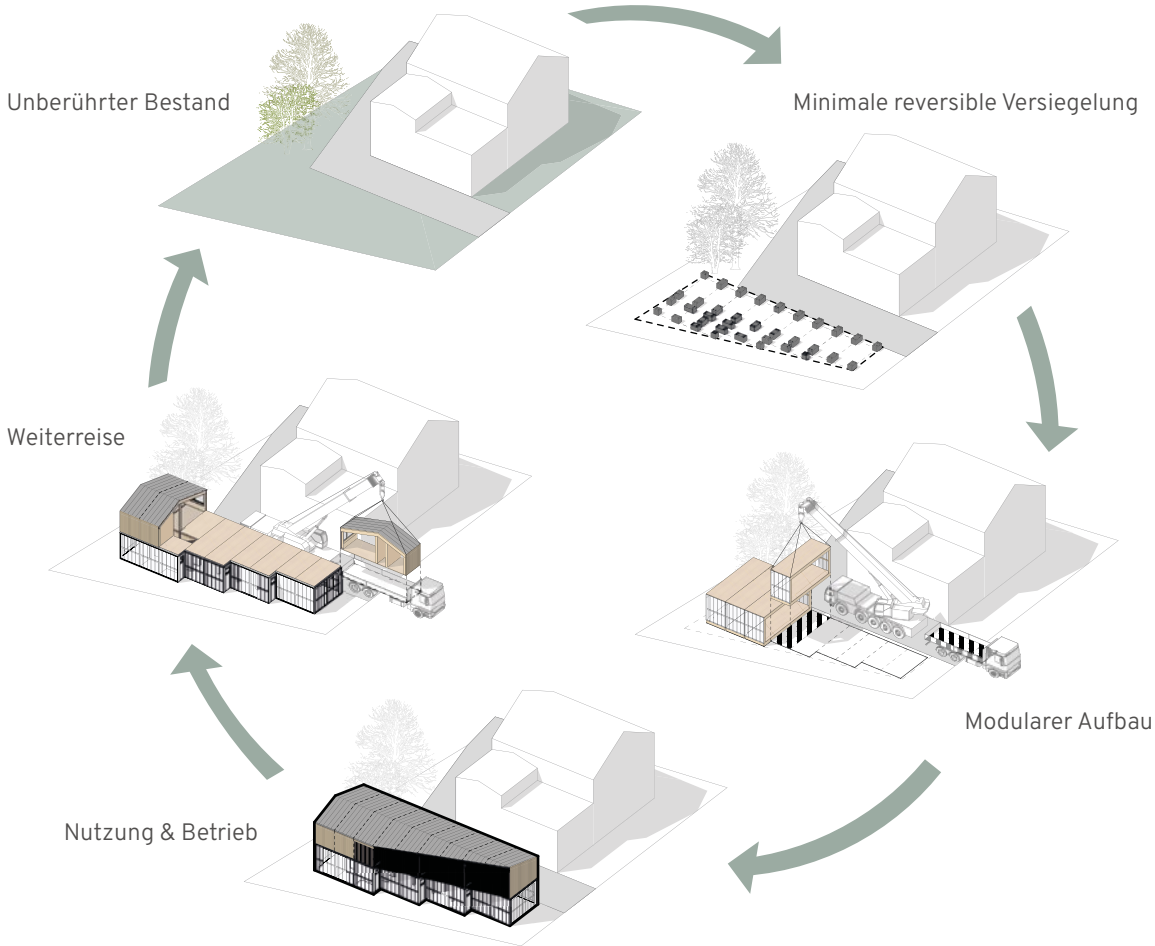 Unberührter Bestand
Minimale reversible Versiegelung
Weiterreise
Modularer Aufbau
Nutzung & Betrieb